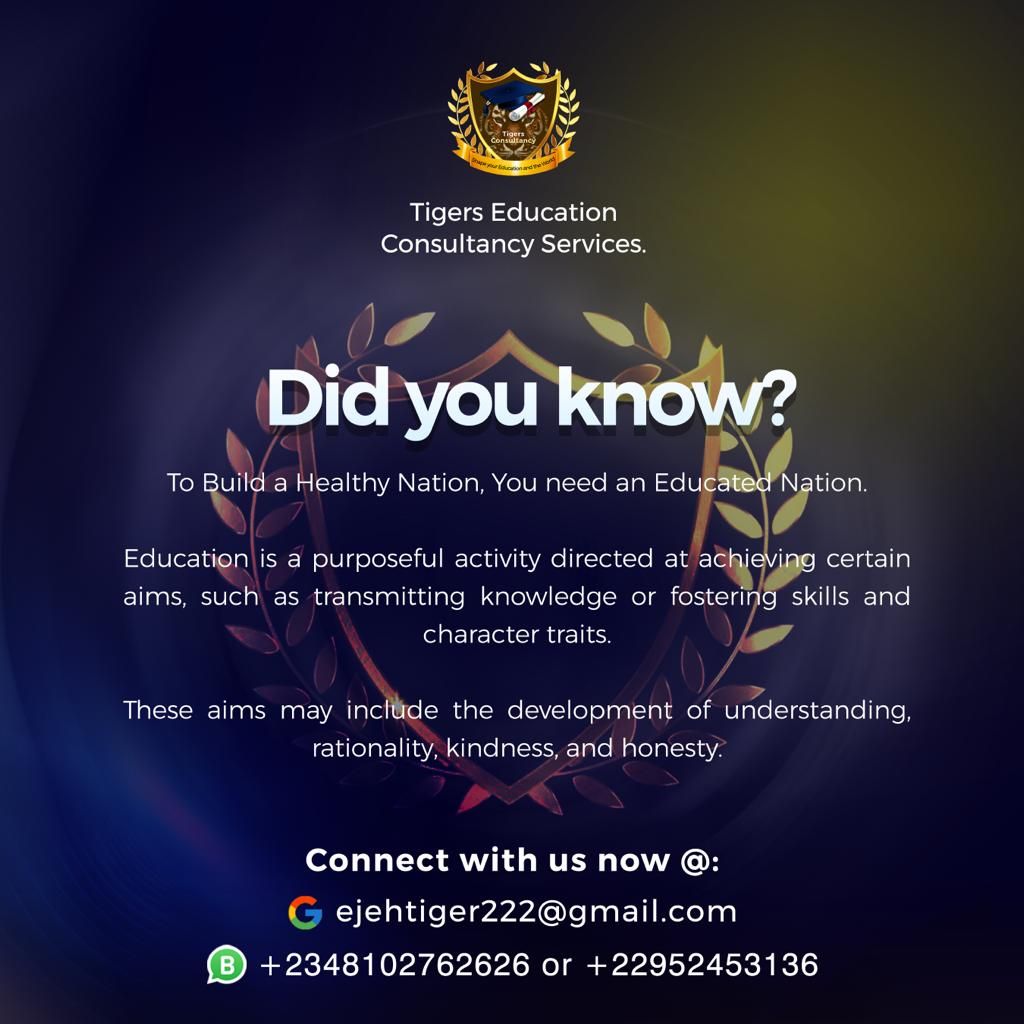 Tigers
Consultancy
Shape your Education and the World
Tigers Education
Consultancy Services.
Did you know?
To Build a Healthy Nation, You need an Educated Nation.
Education is a purposeful activity directed at achieving certain
aims, such as transmitting knowledge or fostering skills and
character traits.
These aims may include the development of understanding,
rationality, kindness, and honesty.
Connect with us now @:
G ejehtiger222@gmail.com
B +2348102762626 or +22952453136